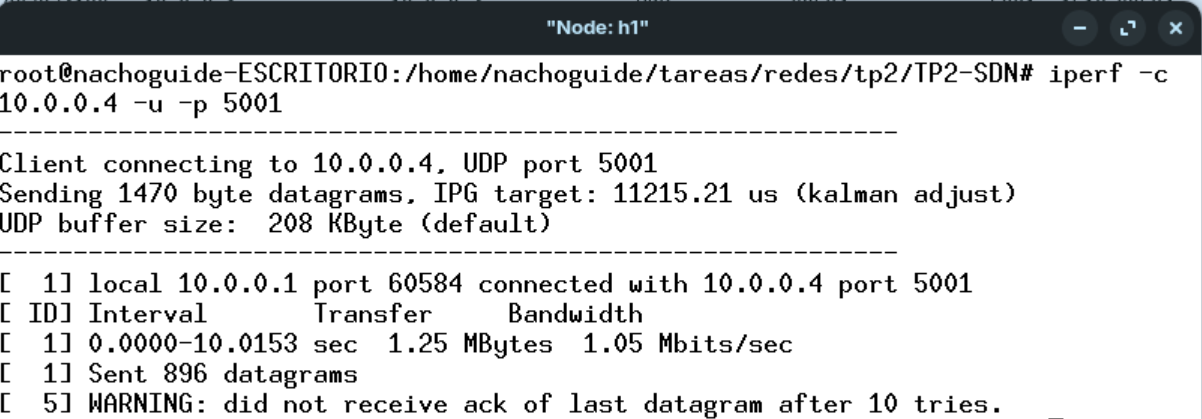 "Node: h1"
root@nachoguide-ESCRITORIO:/home/nachoguide/tareas/redes/tp2/TP2-SDN# iperf -c
10.0.0.4 -u -p 5001
------------------------------------------------------------
Client connecting to 10.0.0.4, UDP port 5001
Sending 1470 byte datagrams, IPG target: 11215.21 us (kalman adjust)
UDP buffer size:  208 KByte (default)
------------------------------------------------------------
[  1] local 10.0.0.1 port 60584 connected with 10.0.0.4 port 5001
[ ID] Interval       Transfer     Bandwidth
[  1] 0.0000-10.0153 sec  1.25 MBytes  1.05 Mbits/sec
[  1] Sent 896 datagrams
[  5] WARNING: did not receive ack of last datagram after 10 tries.